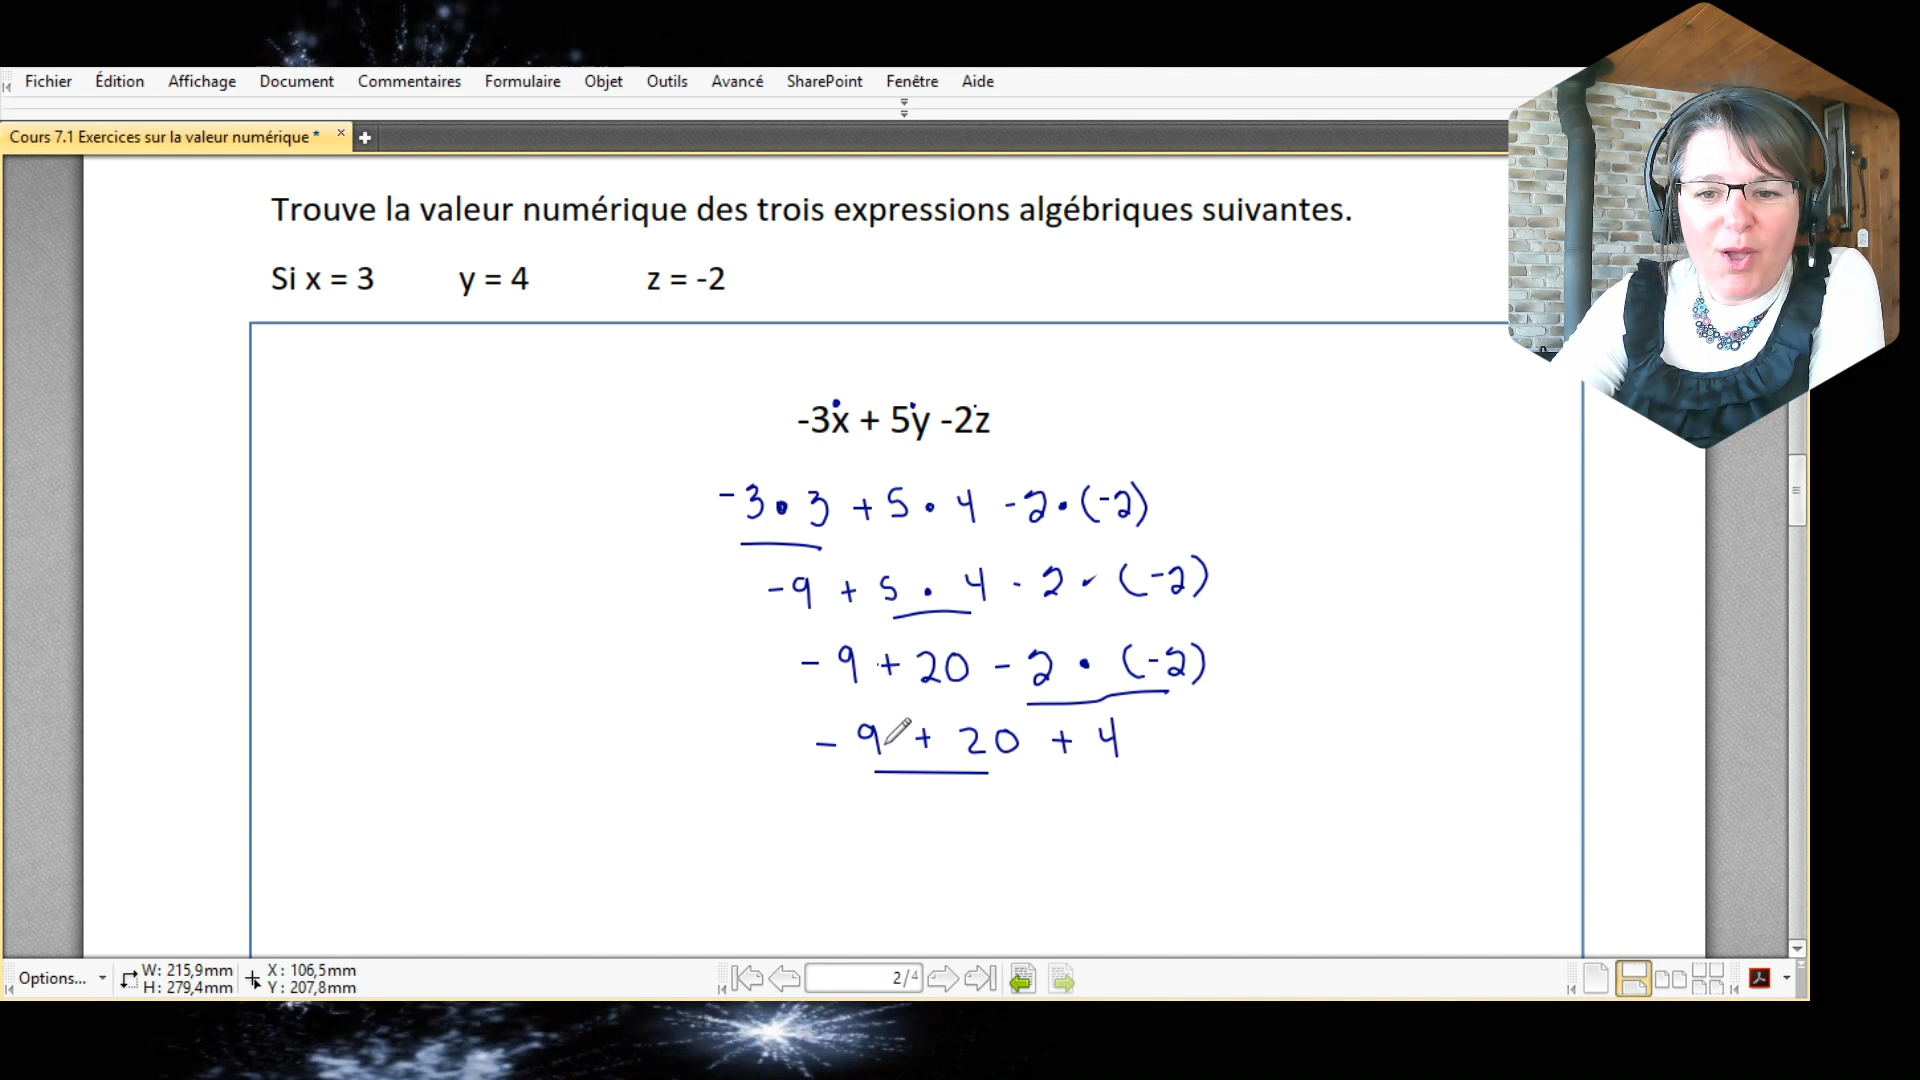 Fichier Édition Affichage Document Commentaires Formulaire Objet Outils Avancé SharePoint Fenêtre Aide
Cours 7.1 Exercices sur la valeur numérique *
Trouve la valeur numérique des trois expressions algébriques suivantes.
Si x = 3 y = 4 z = -2
-3x + 5y -2z
-3 • 3 + 5 • 4 -2 • (-2)
-9 + 5 • 4 - 2 • (-2)
- 9 + 20 - 2 • (-2)
- 9 + 20 + 4
Options... W: 215,9mm X: 106,5mm 2/4
H: 279,4mm Y: 207,8mm